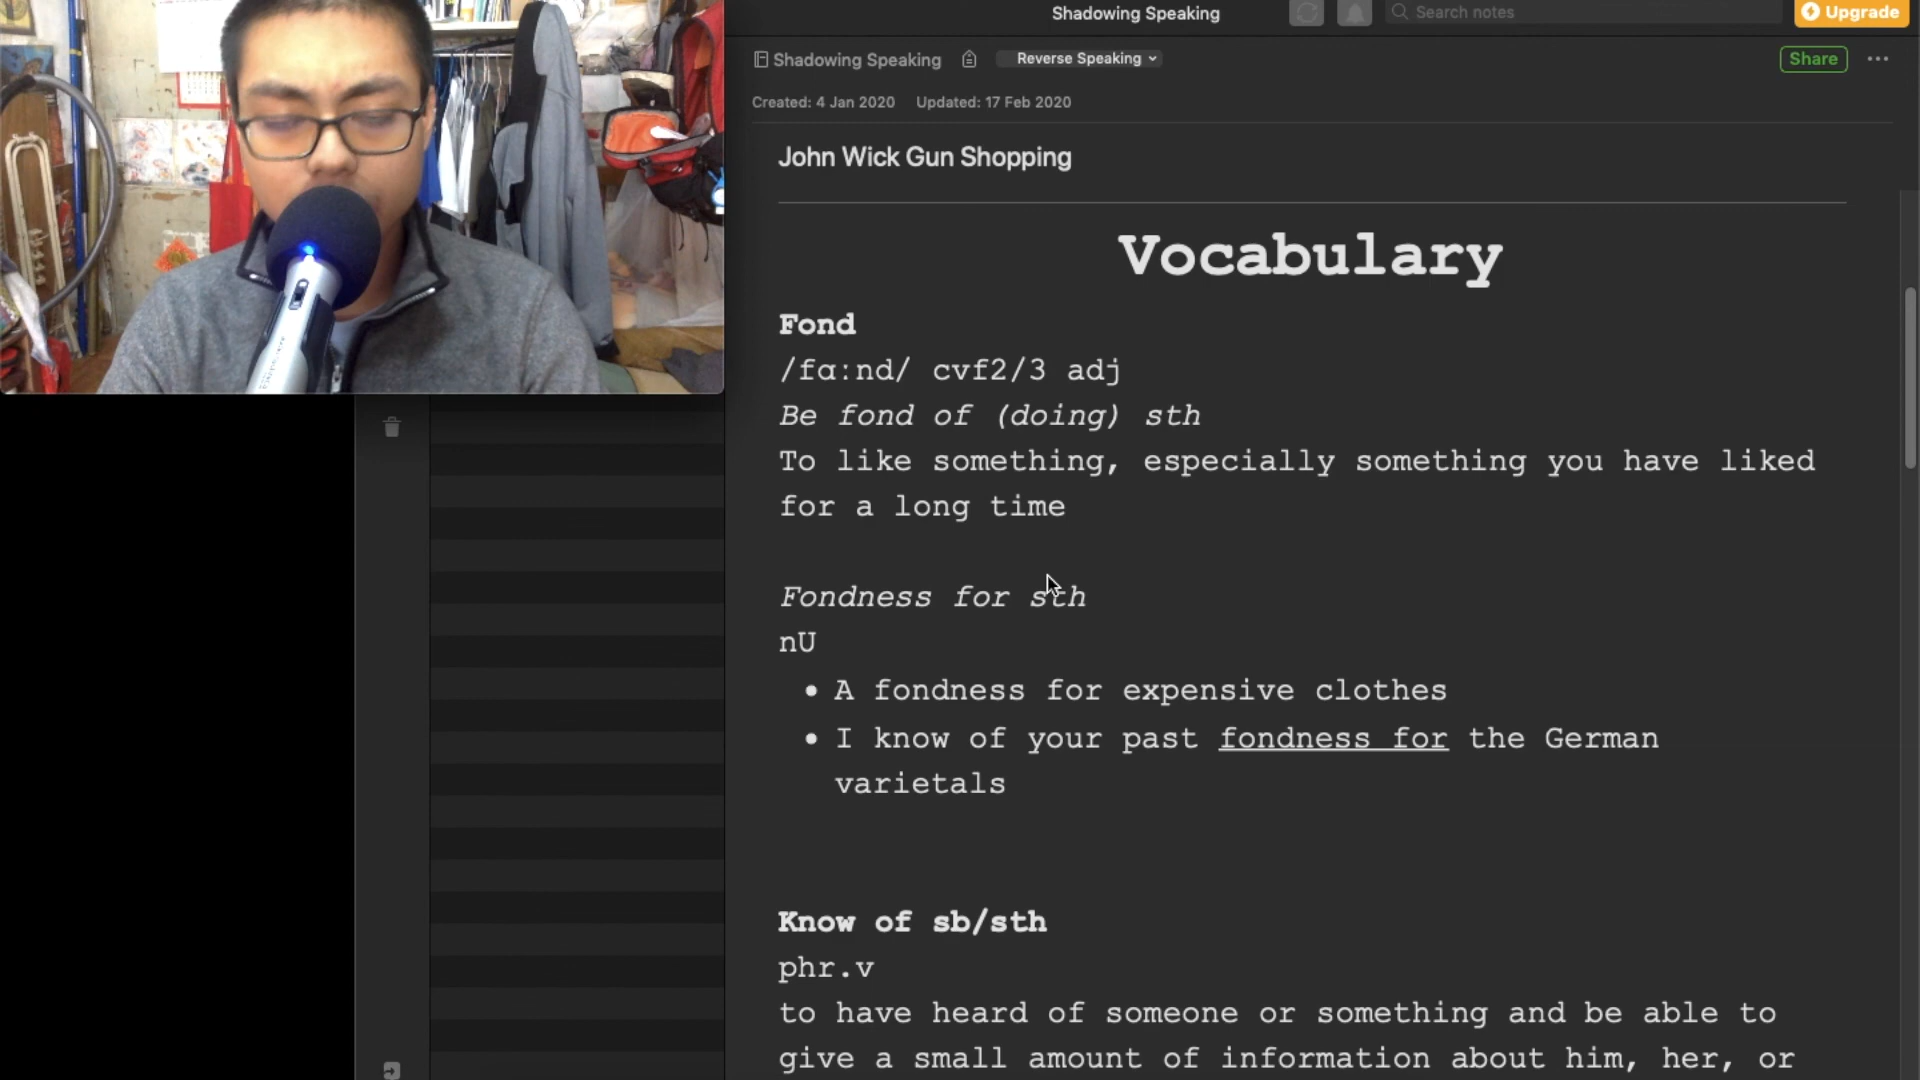 Shadowing Speaking
Search notes
Upgrade
Shadowing Speaking
Reverse Speaking
Share
Created: 4 Jan 2020 Updated: 17 Feb 2020
John Wick Gun Shopping
Vocabulary
Fond
/fɑːnd/ cvf2/3 adj
Be fond of (doing) sth
To like something, especially something you have liked
for a long time
Fondness for sth
nU
• A fondness for expensive clothes
• I know of your past fondness for the German
varietals
Know of sb/sth
phr.v
to have heard of someone or something and be able to
give a small amount of information about him, her, or